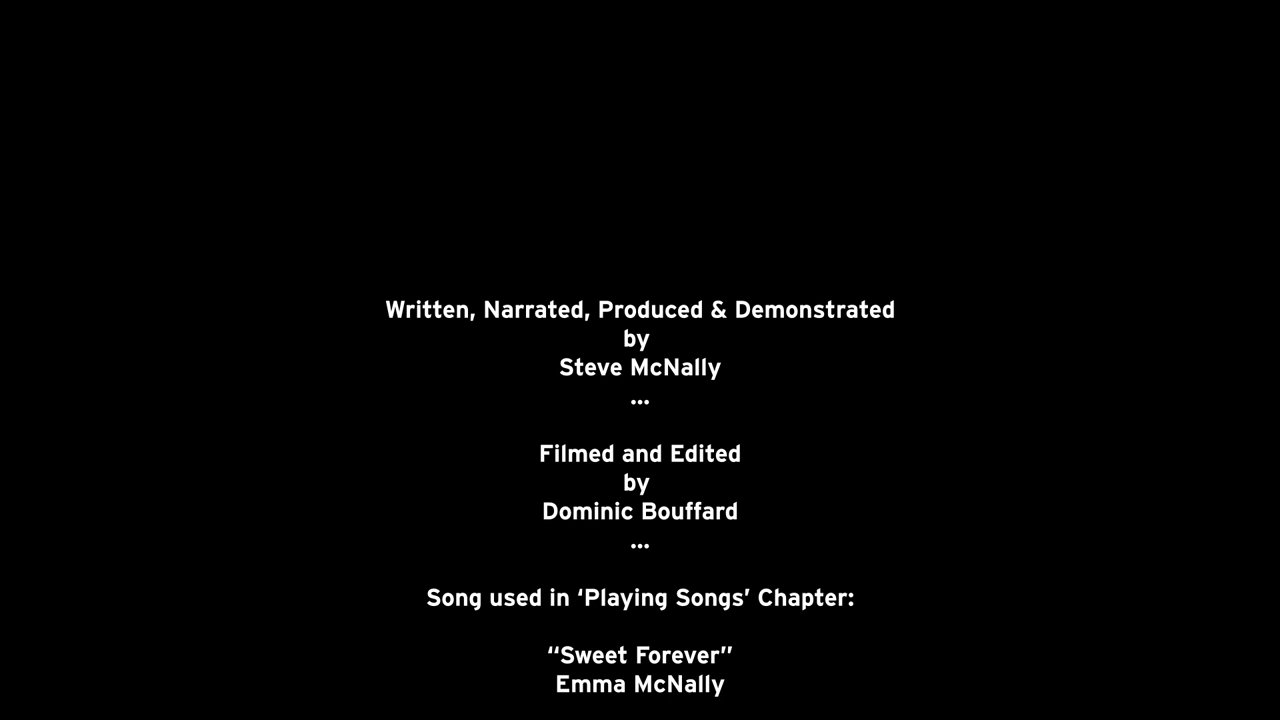 Written, Narrated, Produced & Demonstrated
by
Steve McNally
...
Filmed and Edited
by
Dominic Bouffard
...
Song used in ‘Playing Songs’ Chapter:
“Sweet Forever”
Emma McNally